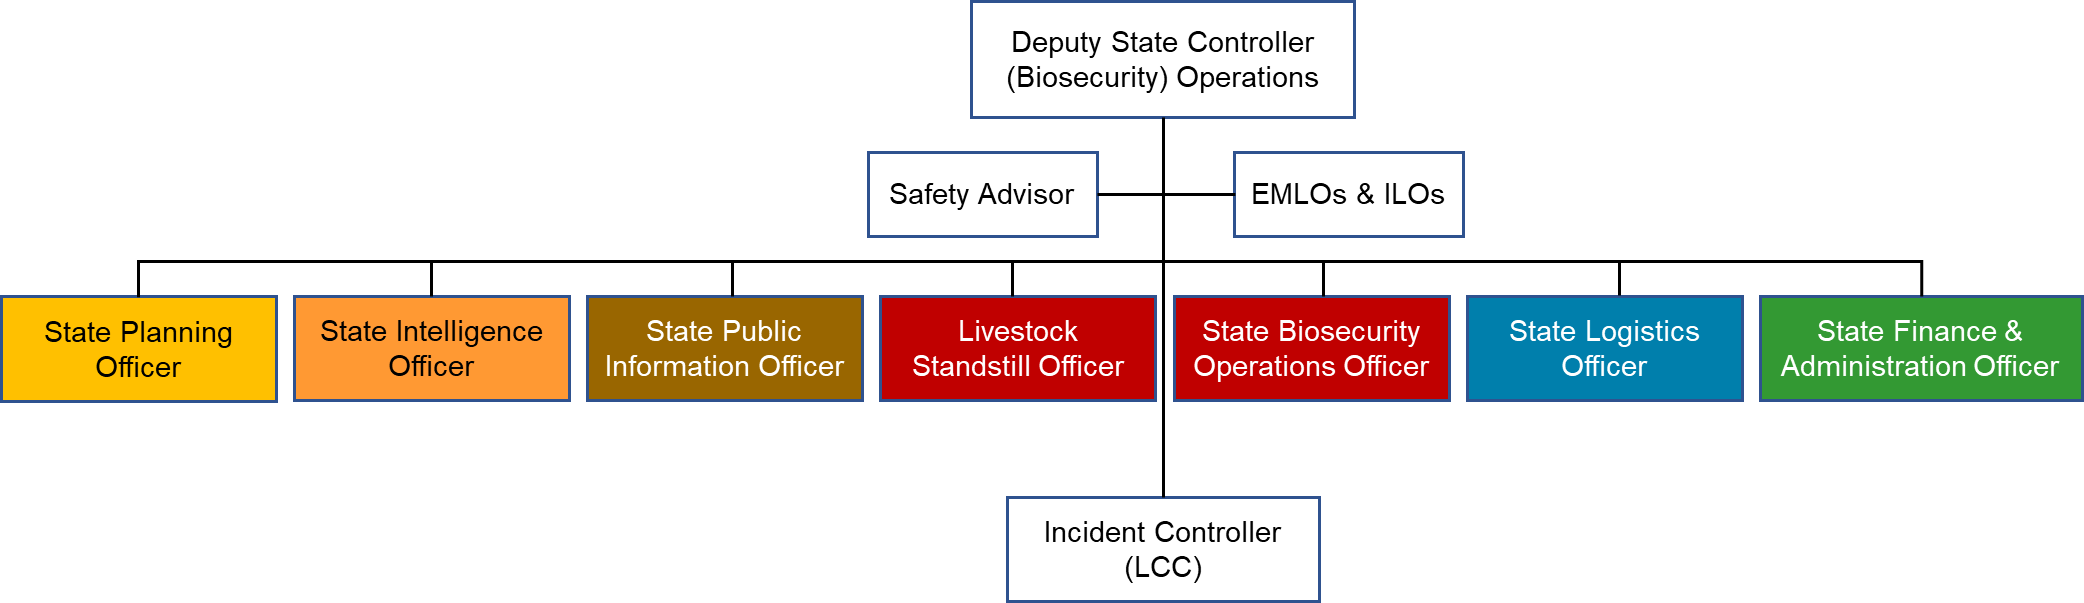 Deputy State Controller
(Biosecurity) Operations
Safety Advisor
EMLOs & ILOs
State Planning
Officer
State Intelligence
Officer
State Public
Information Officer
Livestock
Standstill Officer
State Biosecurity
Operations Officer
State Logistics
Officer
State Finance &
Administration Officer
Incident Controller
(LCC)